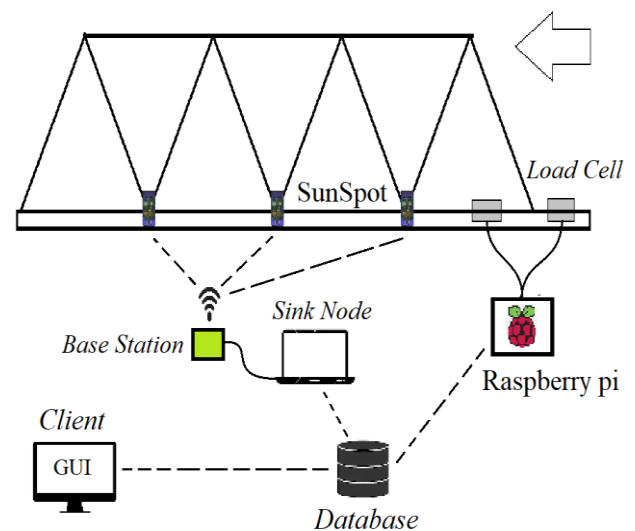 Load Cell
SunSpot
Sink Node
Base Station
Raspberry pi
Client
GUI
Database